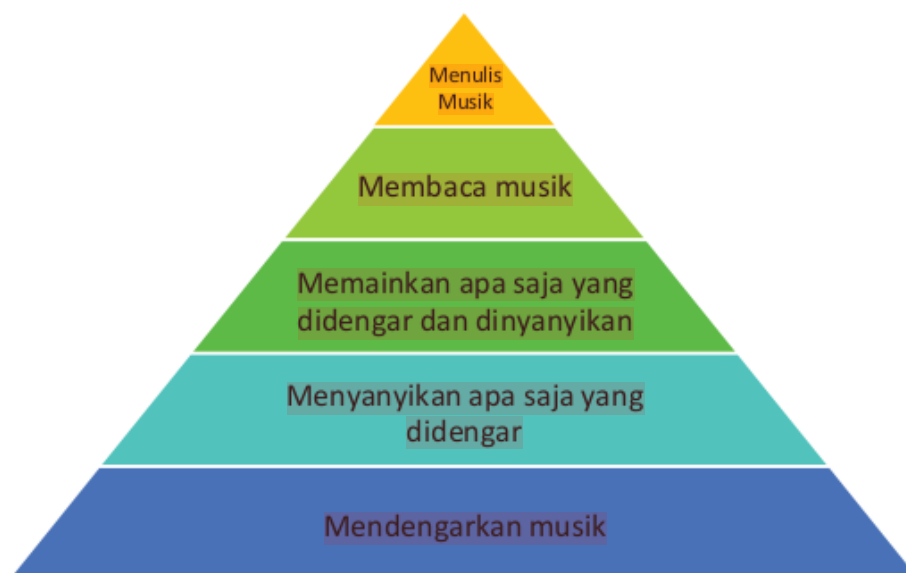 Menulis
Musik
Membaca musik
Memainkan apa saja yang
didengar dan dinyanyikan
Menyanyikan apa saja yang
didengar
Mendengarkan musik